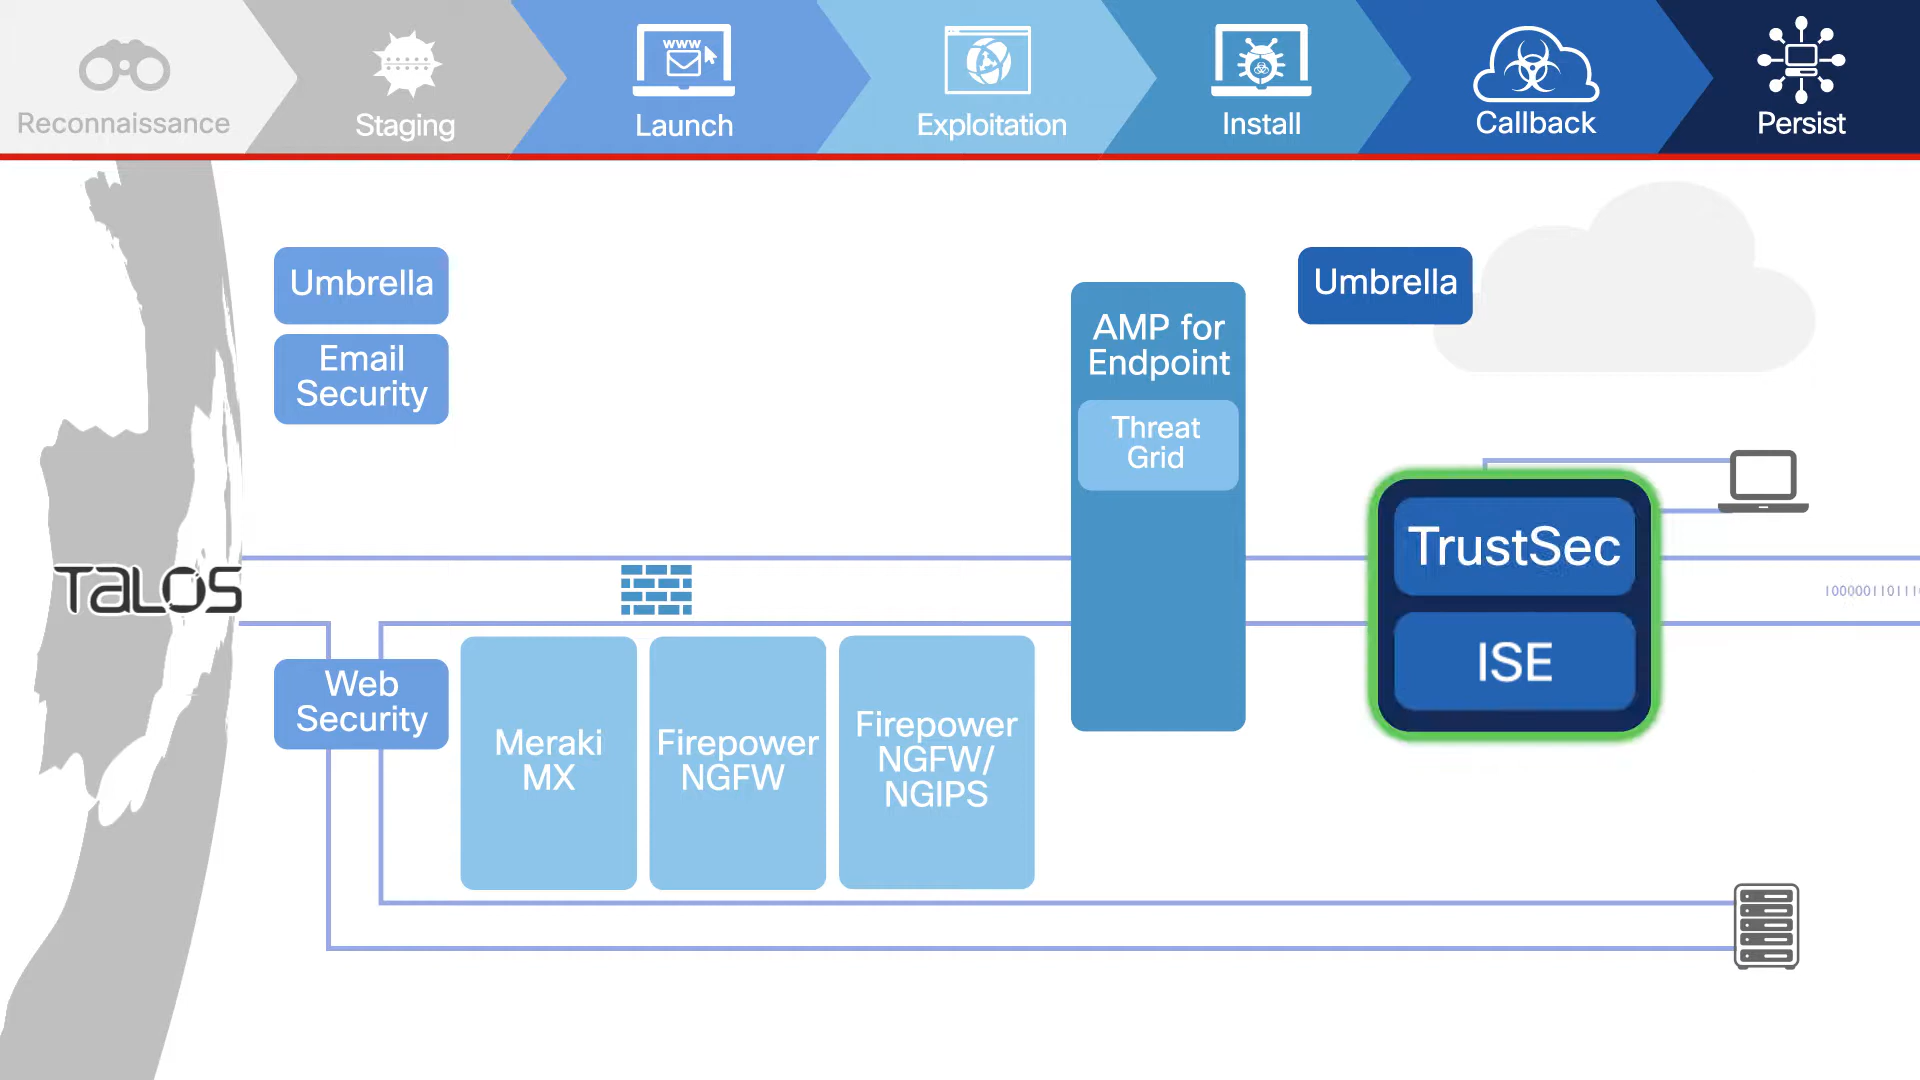 Reconnaissance
Staging
www
Launch
Exploitation
Install
Callback
Persist
Umbrella
Email
Security
AMP for
Endpoint
Threat
Grid
Umbrella
TrustSec
ISE
TALOS
Web
Security
Meraki
MX
Firepower
NGFW
Firepower
NGFW/
NGIPS